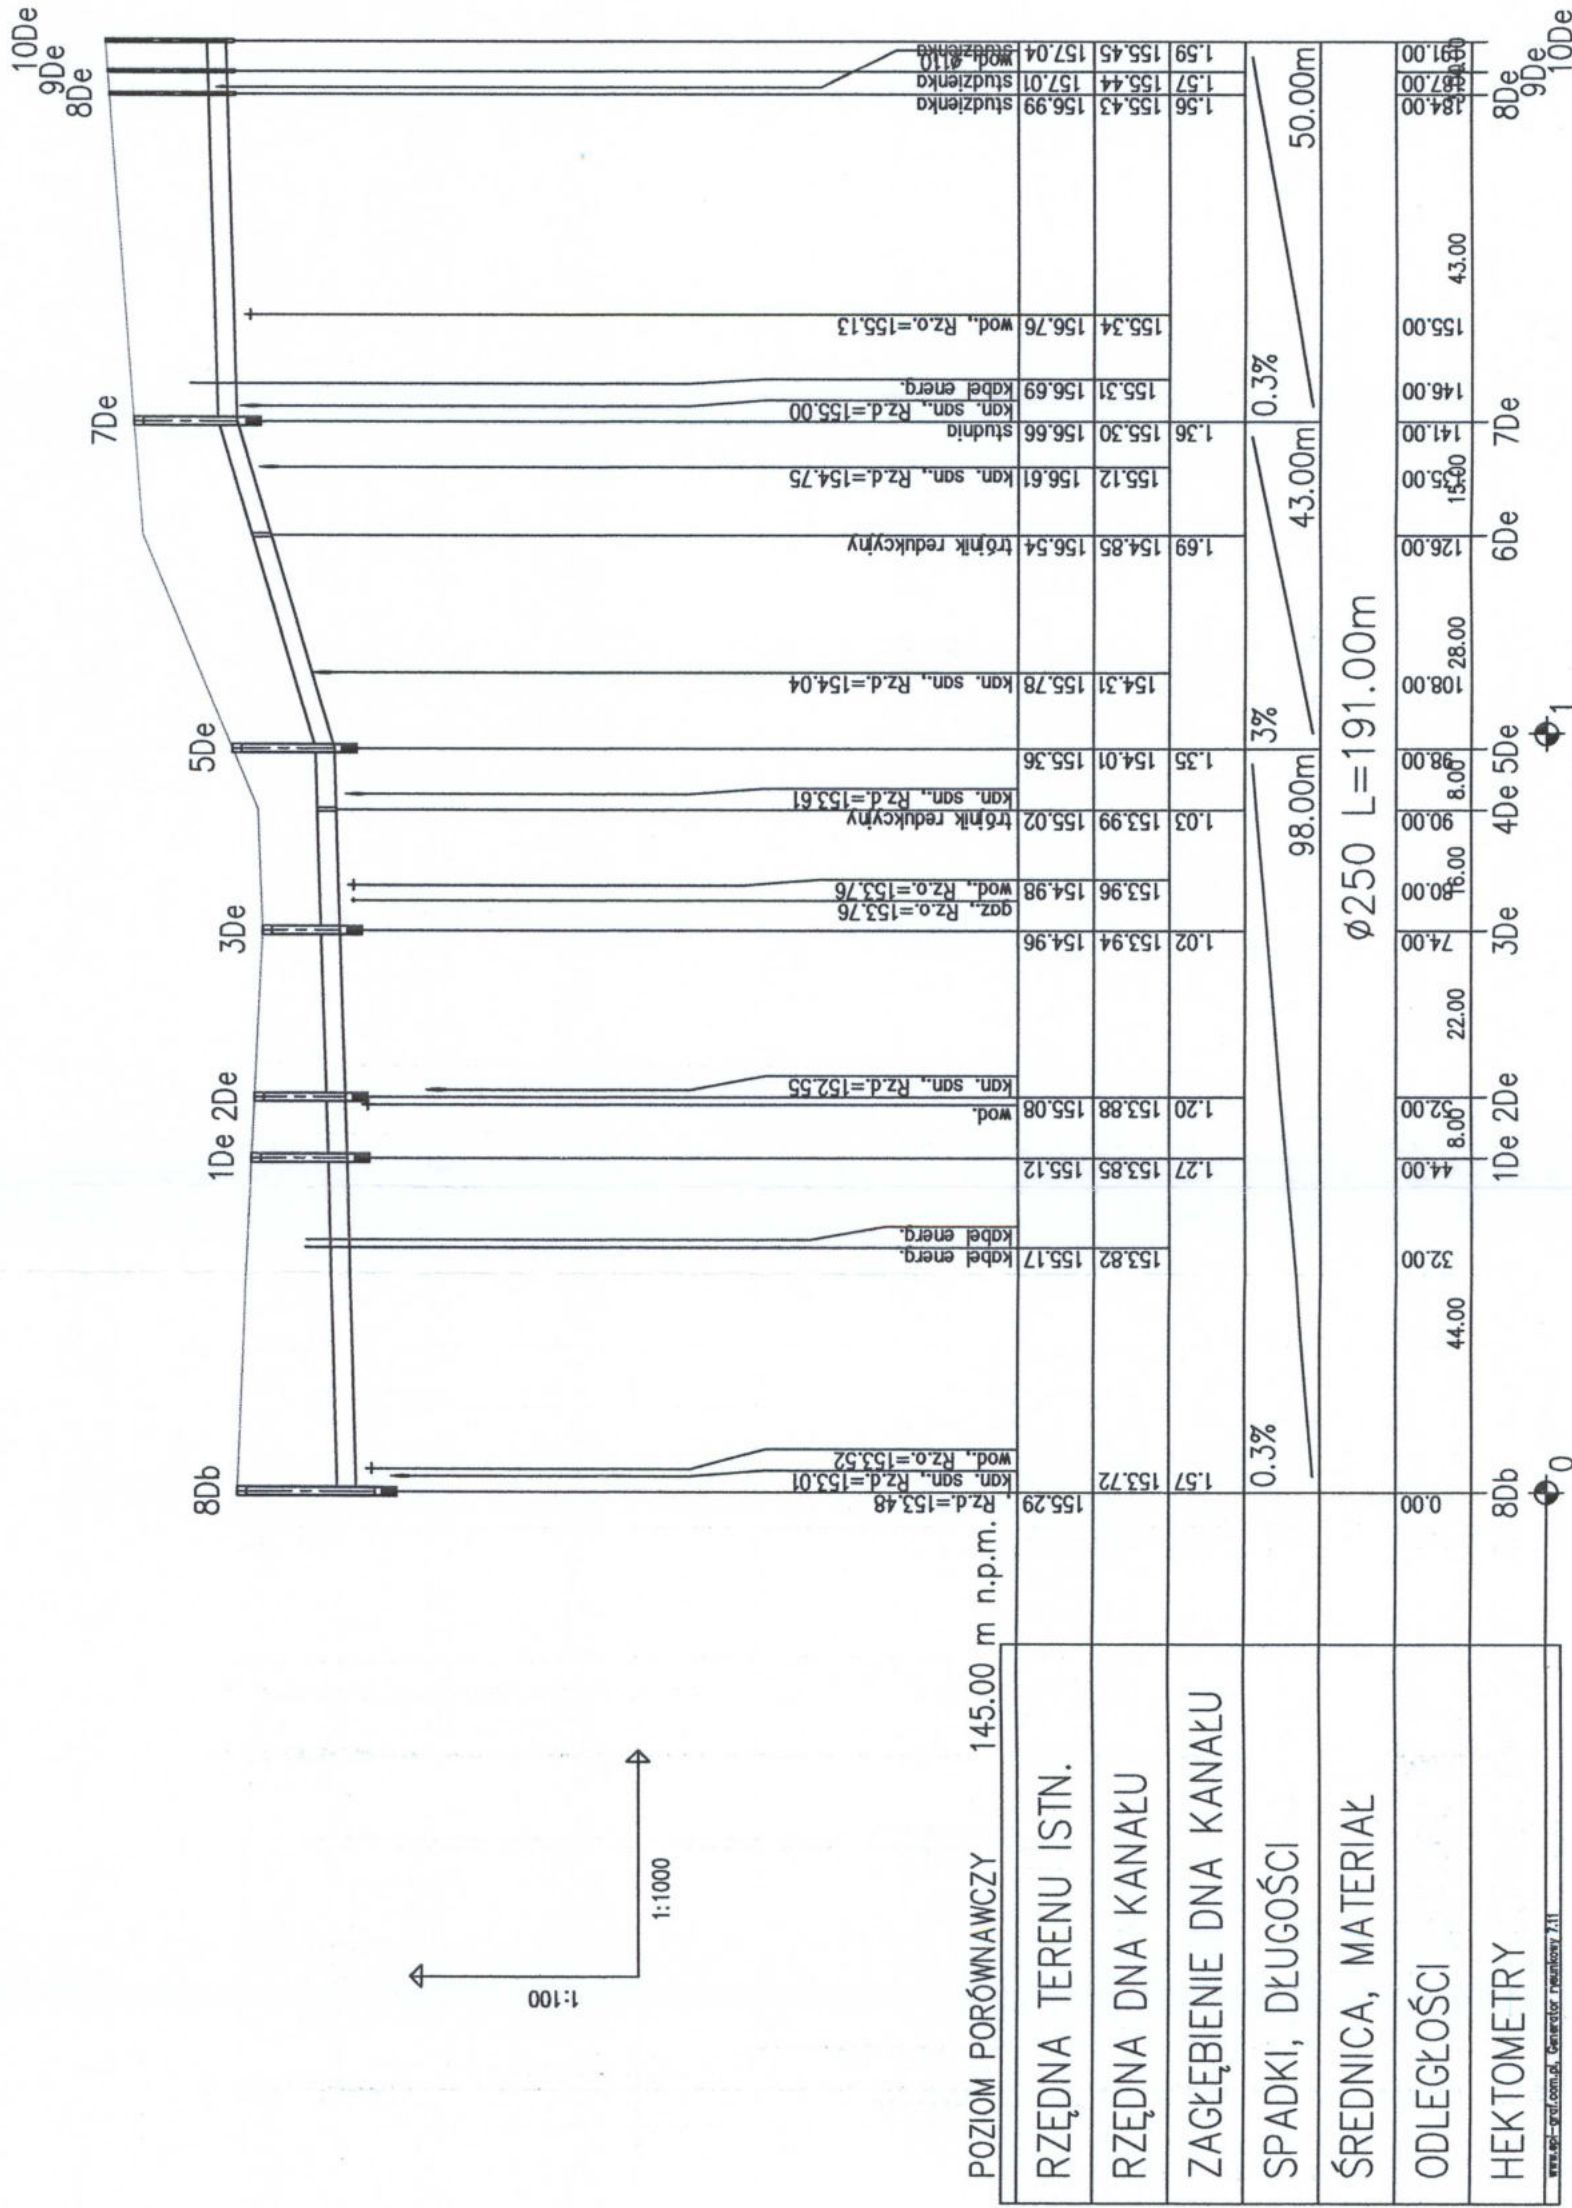 8Db
1De
2De
3De
5De
7De
8De
9De
10De
1:100
1:1000
POZIOM PORÓWNAWCZY 145.00 m n.p.m.
, Rz.d=153.48
kan. san., Rz.d.=153.01
wod., Rz.o.=153.52
kabel energ.
kabel energ.
wod.
kan. san., Rz.d.=152.55
gaz., Rz.o.=153.76
wod., Rz.o.=153.76
trójnik redukcyjny
kan. san., Rz.d.=153.61
kan. san., Rz.d.=154.04
trójnik redukcyjny
kan. san., Rz.d.=154.75
studnia
kan. san., Rz.d.=155.00
kabel energ.
wod., Rz.o.=155.13
studzienka
studzienka
wod. ø110
studzienka
RZĘDNA TERENU ISTN.
155.29
155.17
155.12
155.08
154.96
154.98
155.02
155.36
155.78
156.54
156.61
156.66
156.69
156.76
156.99
157.01
157.04
RZĘDNA DNA KANAŁU
153.72
153.82
153.85
153.88
153.94
153.96
153.99
154.01
154.31
154.85
155.12
155.30
155.31
155.34
155.43
155.44
155.45
ZAGŁĘBIENIE DNA KANAŁU
1.57
1.27
1.20
1.02
1.03
1.35
1.69
1.36
1.56
1.57
1.59
SPADKI, DŁUGOŚCI
0.3%
98.00m
3%
43.00m
0.3%
50.00m
ŚREDNICA, MATERIAŁ
ø250 L=191.00m
ODLEGŁOŚCI
0.00
32.00
44.00
52.00
74.00
80.00
90.00
98.00
108.00
126.00
135.00
141.00
146.00
155.00
184.00
187.00
191.00
44.00
8.00
22.00
16.00
8.00
28.00
15.00
43.00
HEKTOMETRY
8Db
1De
2De
3De
4De
5De
6De
7De
8De
9De
10De
0
1
www.epi-graf.com.pl, Generator rysunkowy 7.11